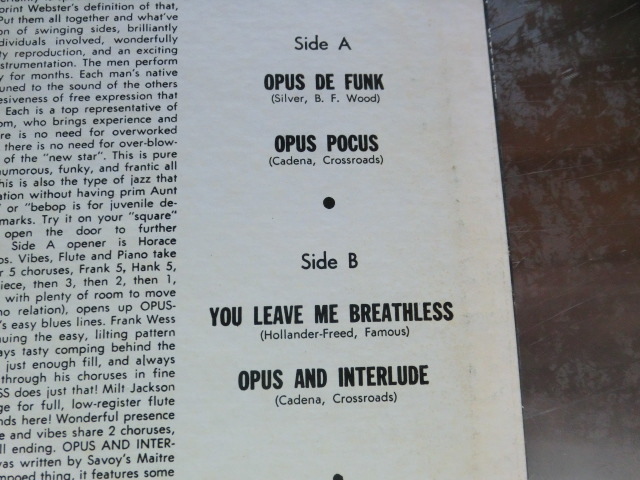 print Webster's definition of that,
Put them all together and what've
on of swinging sides, brilliantly
dividuals involved, wonderfully
ty reproduction, and an exciting
strumentation. The men perform
y for months. Each man's native
uned to the sound of the others
esiveness of free expression that
Each is a top representative of
om, who brings experience and
re is no need for overworked
there is no need for over-blow-
of the "new star". This is pure
humorous, funky, and frantic all
his is also the type of jazz that
ation without having prim Aunt
' or "bebop is for juvenile de-
marks. Try it on your "square"
open the door to further
Side A opener is Horace
os. Vibes, Flute and Piano take
r 5 choruses, Frank 5, Hank 5,
piece, then 3, then 2, then 1,
with plenty of room to move
no relation), opens up OPUS-
's easy blues lines. Frank Wess
nuing the easy, lilting pattern
ays tasty comping behind the
just enough fill, and always
through his choruses in fine
SS does just that! Milt Jackson
ge for full, low-register flute
nds here! Wonderful presence
e and vibes share 2 choruses,
ll ending. OPUS AND INTER-
was written by Savoy's Maitre
mposed thing, it features some
Side A
OPUS DE FUNK
(Silver, B. F. Wood)
OPUS POCUS
(Cadena, Crossroads)
Side B
YOU LEAVE ME BREATHLESS
(Hollander-Freed, Famous)
OPUS AND INTERLUDE
(Cadena, Crossroads)